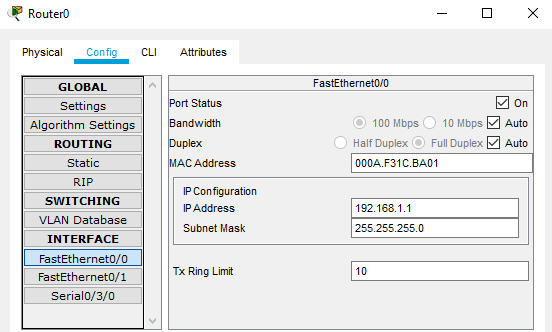 Router0
Physical Config CLI Attributes
GLOBAL
Settings
Algorithm Settings
ROUTING
Static
RIP
SWITCHING
VLAN Database
INTERFACE
FastEthernet0/0
FastEthernet0/1
Serial0/3/0
FastEthernet0/0
Port Status On
Bandwidth 100 Mbps 10 Mbps Auto
Duplex Half Duplex Full Duplex Auto
MAC Address 000A.F31C.BA01
IP Configuration
IP Address 192.168.1.1
Subnet Mask 255.255.255.0
Tx Ring Limit 10